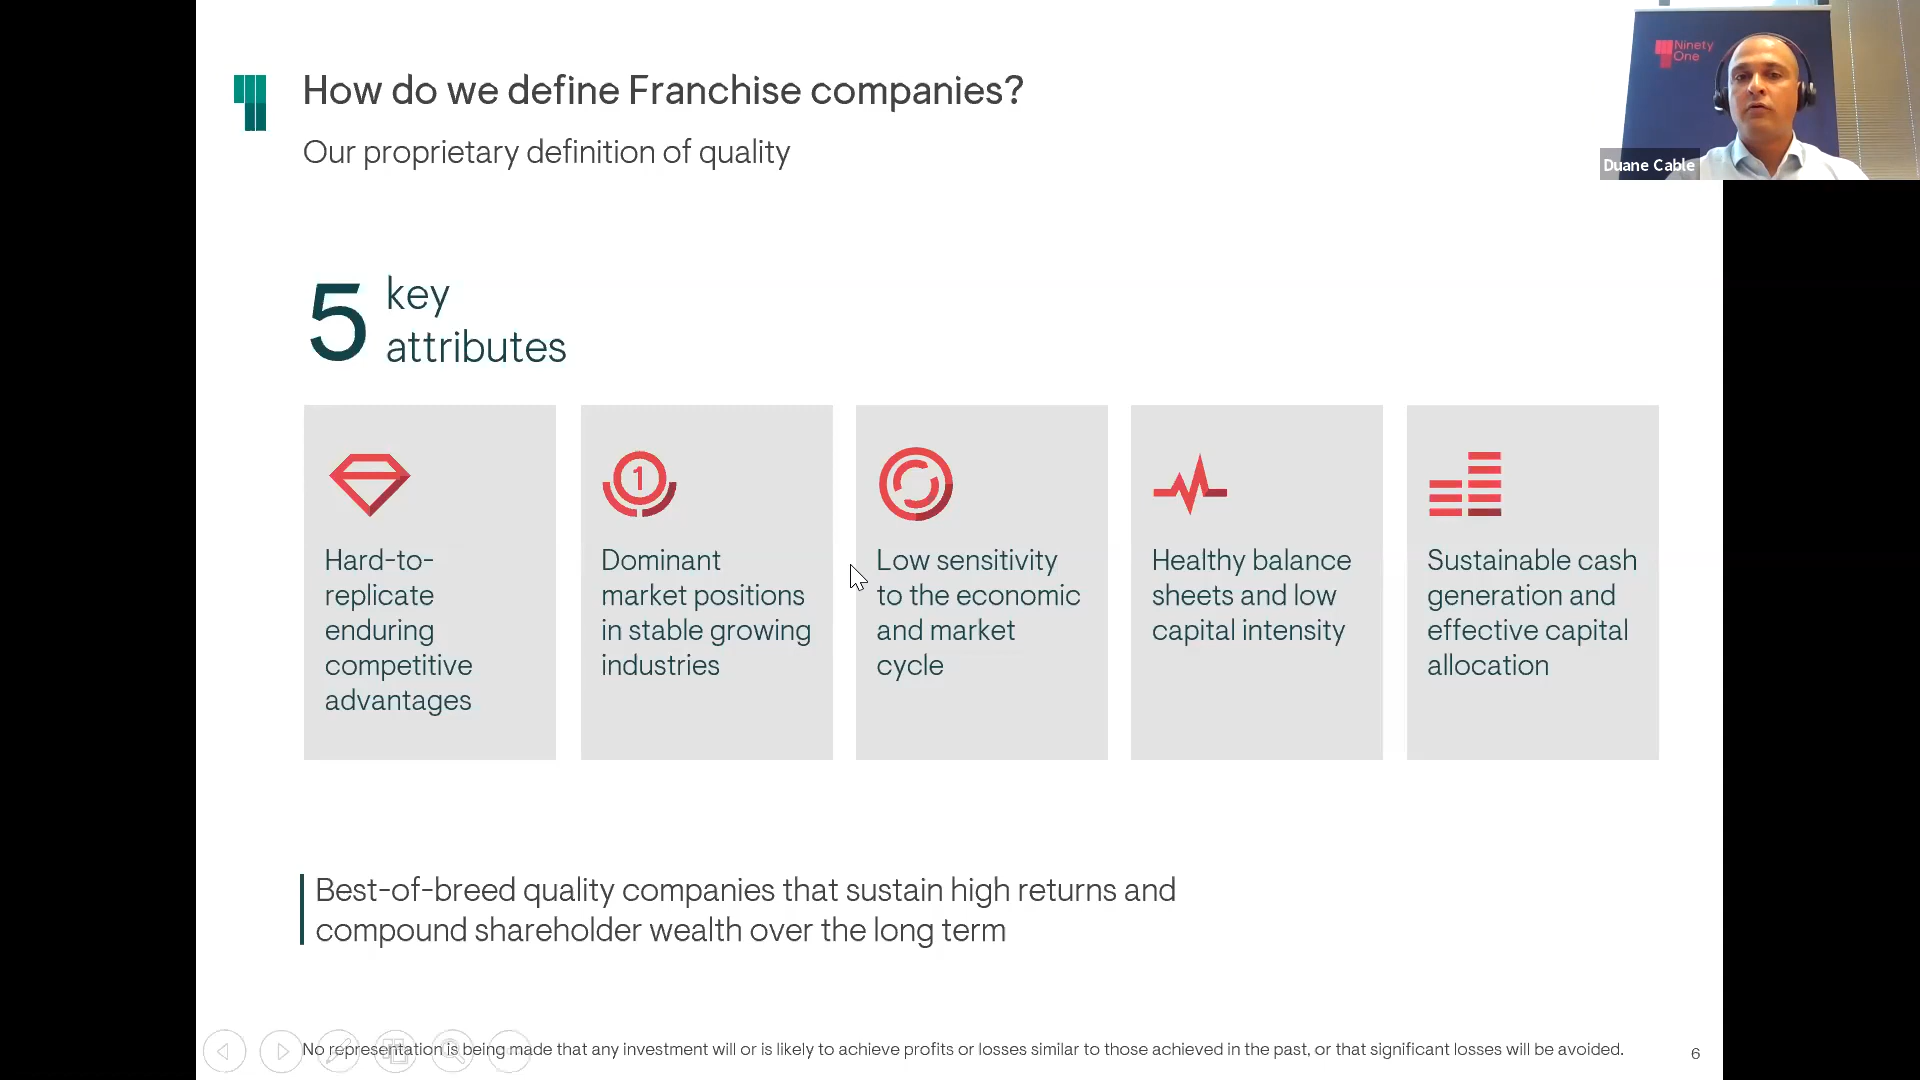 How do we define Franchise companies?
Our proprietary definition of quality
Ninety
One
Duane Cable
5 key
attributes
1
Hard-to-
replicate
enduring
competitive
advantages
Dominant
market positions
in stable growing
industries
Low sensitivity
to the economic
and market
cycle
Healthy balance
sheets and low
capital intensity
Sustainable cash
generation and
effective capital
allocation
Best-of-breed quality companies that sustain high returns and
compound shareholder wealth over the long term
No representation is being made that any investment will or is likely to achieve profits or losses similar to those achieved in the past, or that significant losses will be avoided.
6